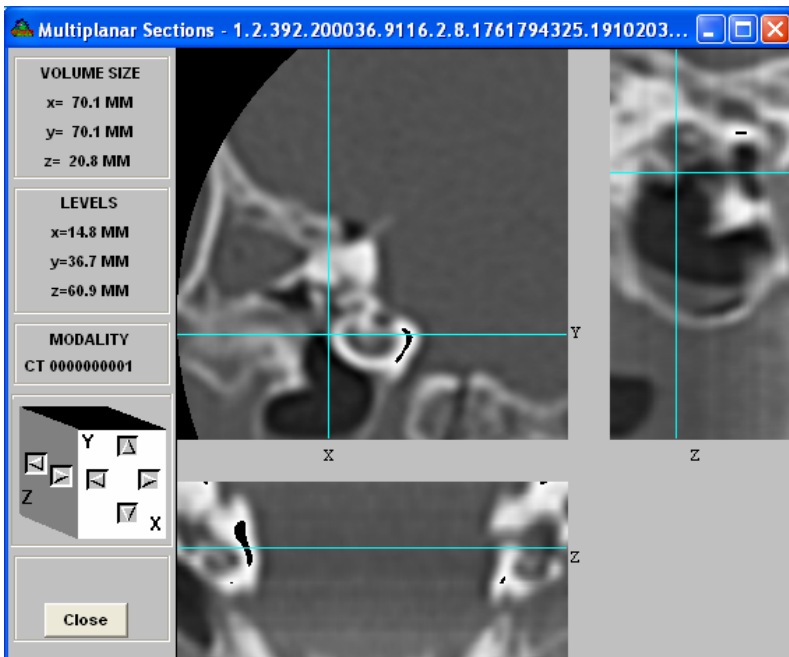 Multiplanar Sections - 1.2.392.200036.9116.2.8.1761794325.1910203...
VOLUME SIZE
x= 70.1 MM
y= 70.1 MM
z= 20.8 MM
LEVELS
x=14.8 MM
y=36.7 MM
z=60.9 MM
MODALITY
CT 0000000001
Y
Z
X
Close
Y
X
Z
Z